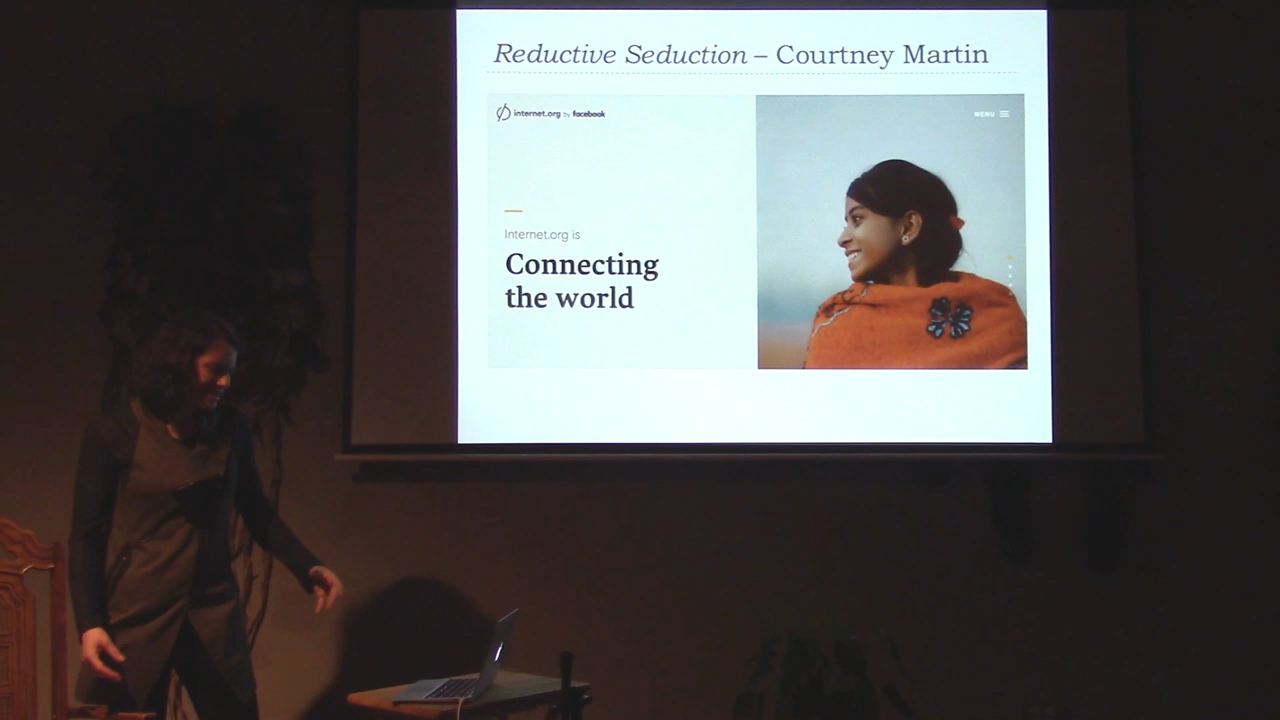 Reductive Seduction – Courtney Martin
internet.org by facebook
MENU
Internet.org is
Connecting
the world